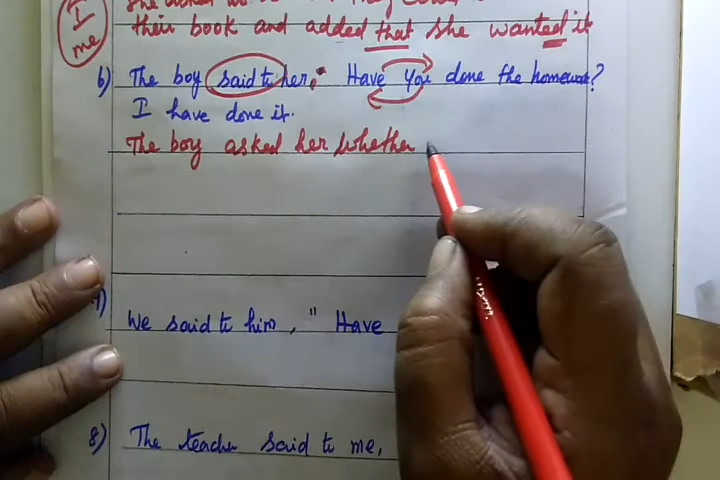 I
me
their book and added that she wanted it
6) The boy said to her, Have You done the homework?
I have done it.
The boy asked her whether
We said to him, " Have
8) The teacher said to me,